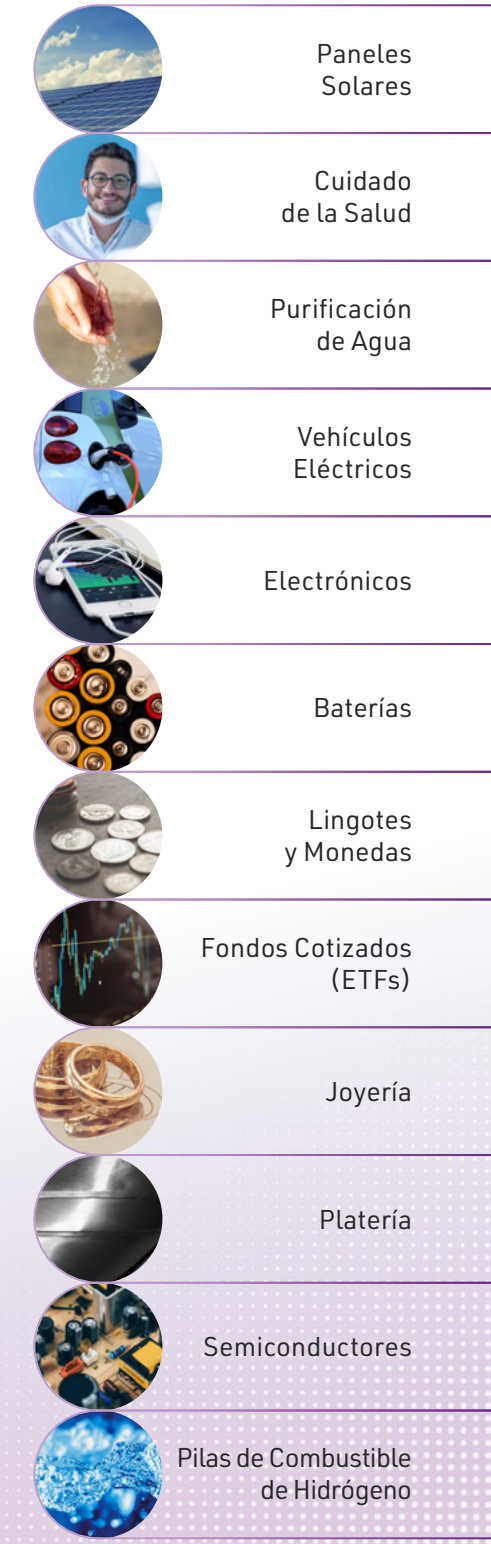 Paneles
Solares
Cuidado
de la Salud
Purificación
de Agua
Vehículos
Eléctricos
Electrónicos
Baterías
Lingotes
y Monedas
Fondos Cotizados
(ETFs)
Joyería
Platería
Semiconductores
Pilas de Combustible
de Hidrógeno